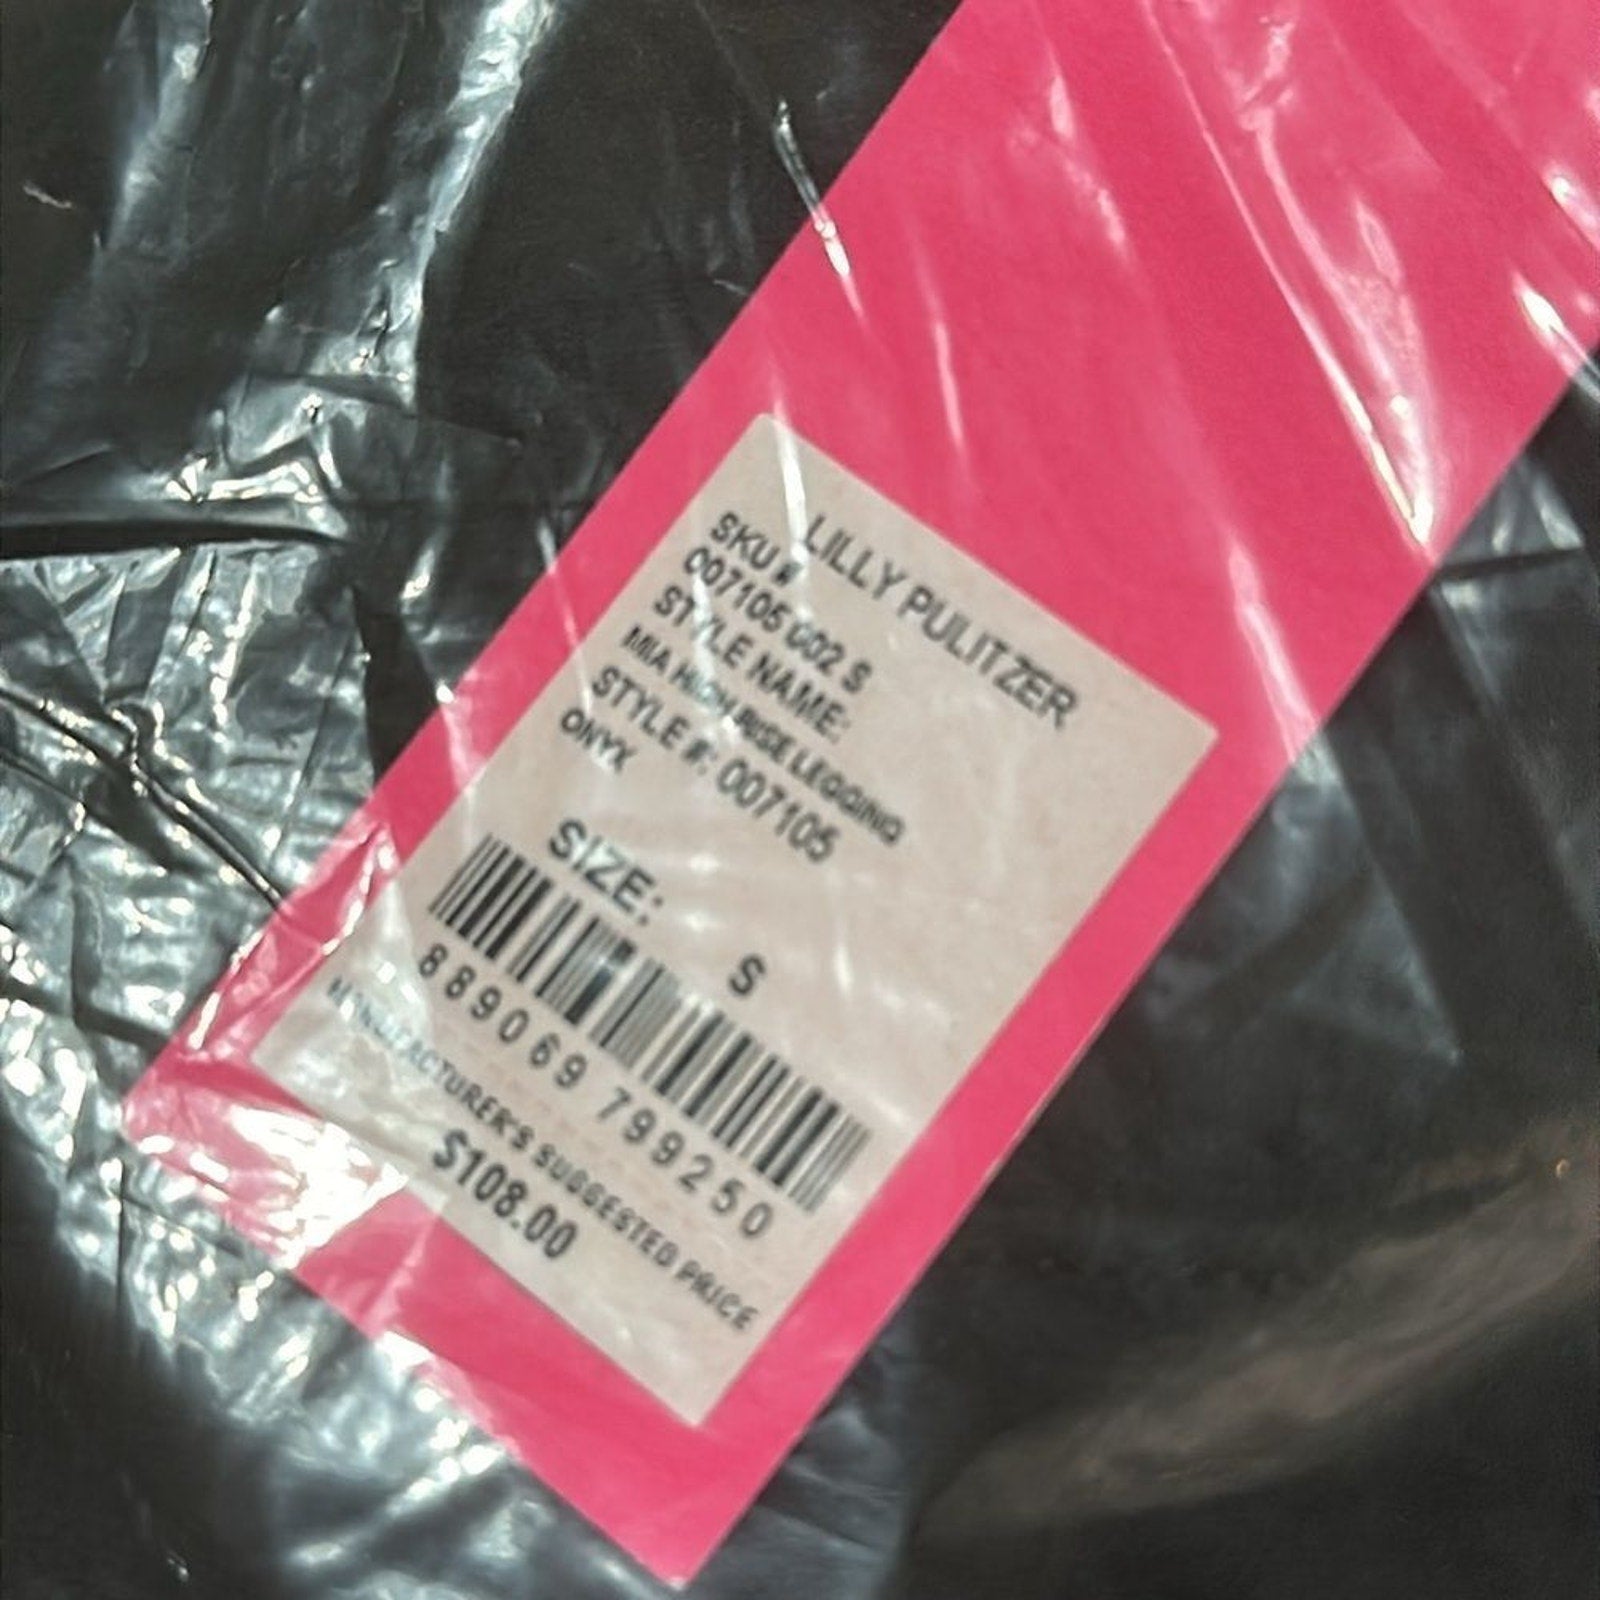 LILLY PULITZER
SKU #
007105 002 S
STYLE NAME:
MIA HIGH RISE LEGGING
STYLE #: 007105
ONYX
SIZE: S
889069 799250
MANUFACTURER'S SUGGESTED PRICE
$108.00